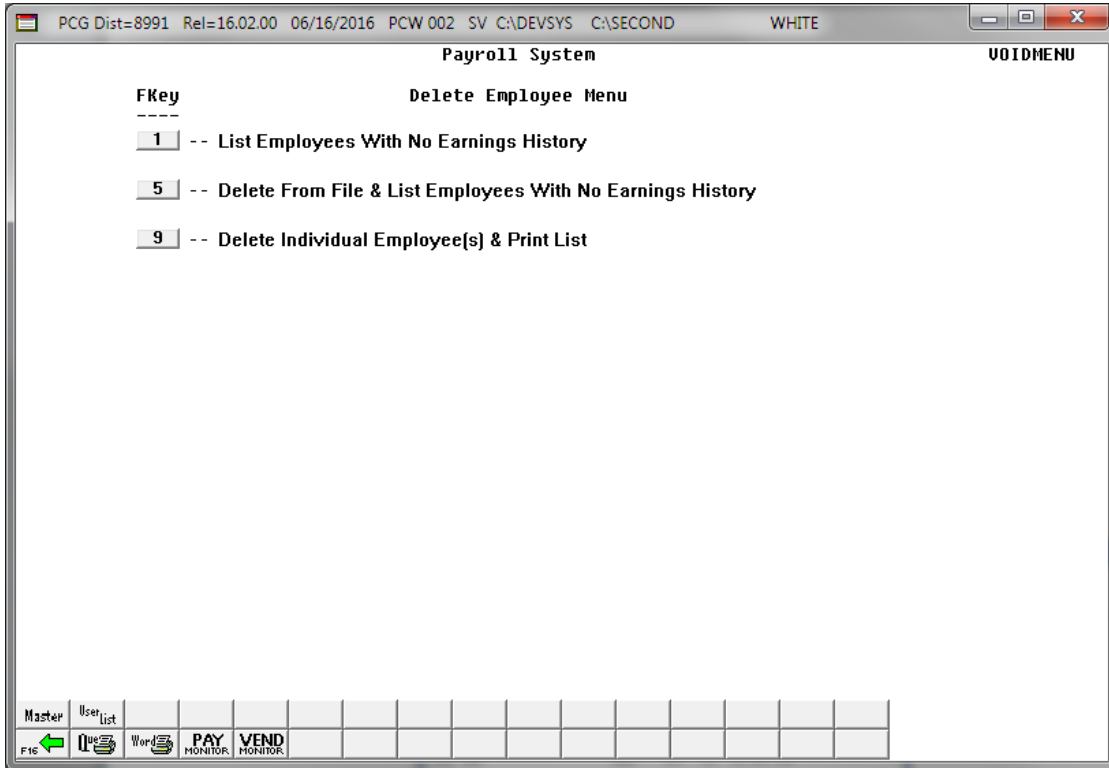 PCG Dist=8991 Rel=16.02.00 06/16/2016 PCW 002 SV C:\DEVSYS C:\SECOND WHITE
Payroll System VOIDMENU
FKey Delete Employee Menu
----
1 -- List Employees With No Earnings History
5 -- Delete From File & List Employees With No Earnings History
9 -- Delete Individual Employee(s) & Print List
Master User List
F16 Que Word PAY MONITOR VEND MONITOR